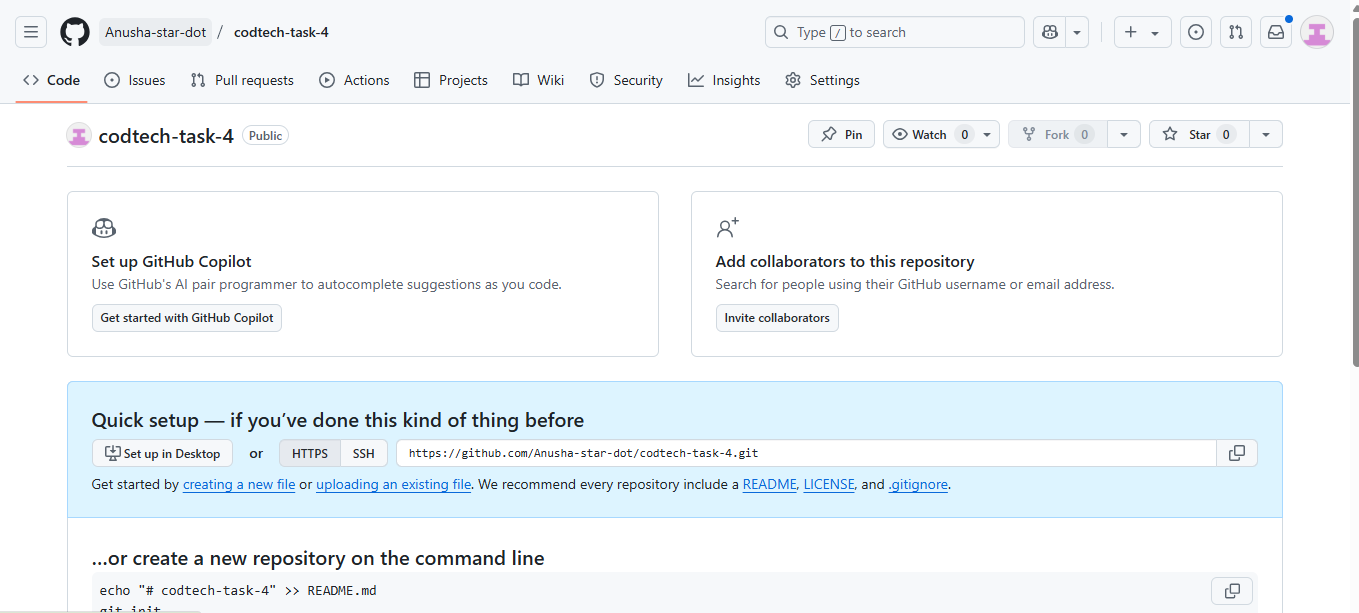 Anusha-star-dot / codtech-task-4
Type / to search
Code Issues Pull requests Actions Projects Wiki Security Insights Settings
codtech-task-4 Public
Pin Watch 0 Fork 0 Star 0
Set up GitHub Copilot
Use GitHub's AI pair programmer to autocomplete suggestions as you code.
Get started with GitHub Copilot
Add collaborators to this repository
Search for people using their GitHub username or email address.
Invite collaborators
Quick setup — if you’ve done this kind of thing before
Set up in Desktop or HTTPS SSH https://github.com/Anusha-star-dot/codtech-task-4.git
Get started by creating a new file or uploading an existing file. We recommend every repository include a README, LICENSE, and .gitignore.
…or create a new repository on the command line
echo "# codtech-task-4" >> README.md
git init